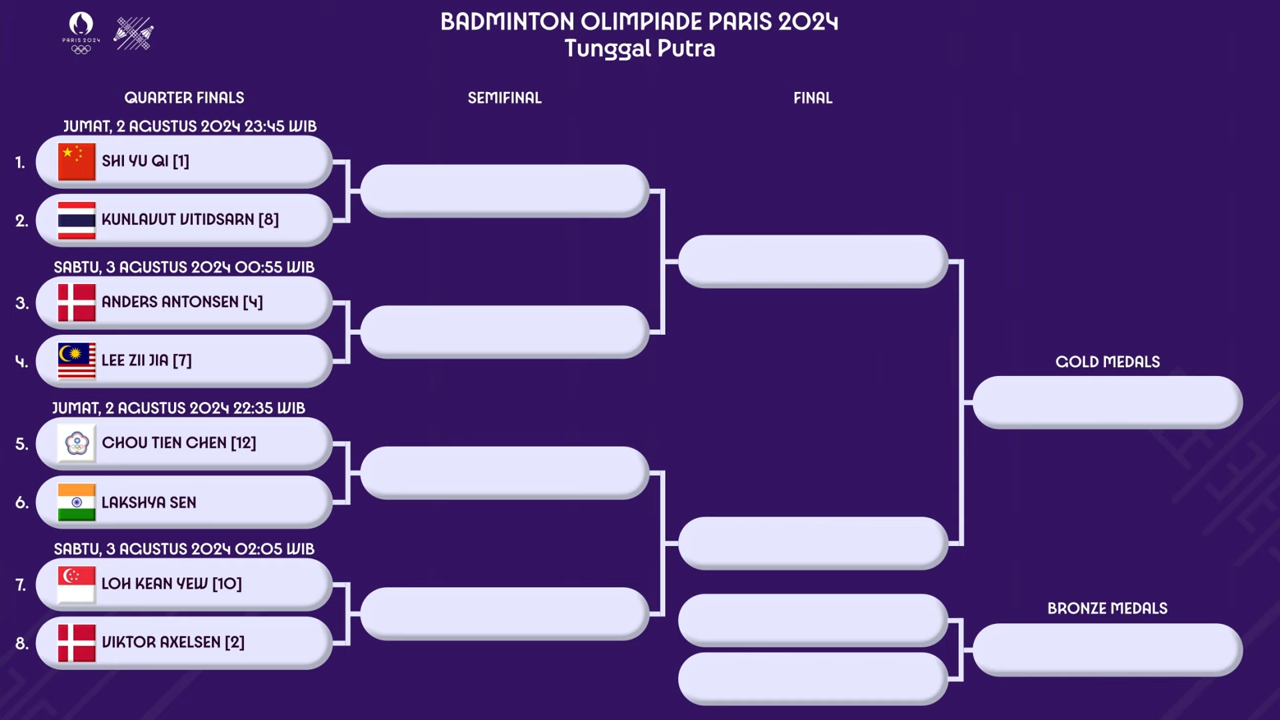 BADMINTON OLIMPIADE PARIS 2024
Tunggal Putra
PARIS 2024
QUARTER FINALS
SEMIFINAL
FINAL
JUMAT, 2 AGUSTUS 2024 23:45 WIB
1. SHI YU QI [1]
2. KUNLAVUT VITIDSARN [8]
SABTU, 3 AGUSTUS 2024 00:55 WIB
3. ANDERS ANTONSEN [4]
4. LEE ZII JIA [7]
GOLD MEDALS
JUMAT, 2 AGUSTUS 2024 22:35 WIB
5. CHOU TIEN CHEN [12]
6. LAKSHYA SEN
SABTU, 3 AGUSTUS 2024 02:05 WIB
7. LOH KEAN YEW [10]
BRONZE MEDALS
8. VIKTOR AXELSEN [2]